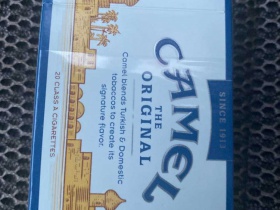 SINCE 1913
CAMEL
THE
ORIGINAL
Camel blends Turkish & Domestic
tobaccos to create its
signature flavor.
20 CLASS A CIGARETTES